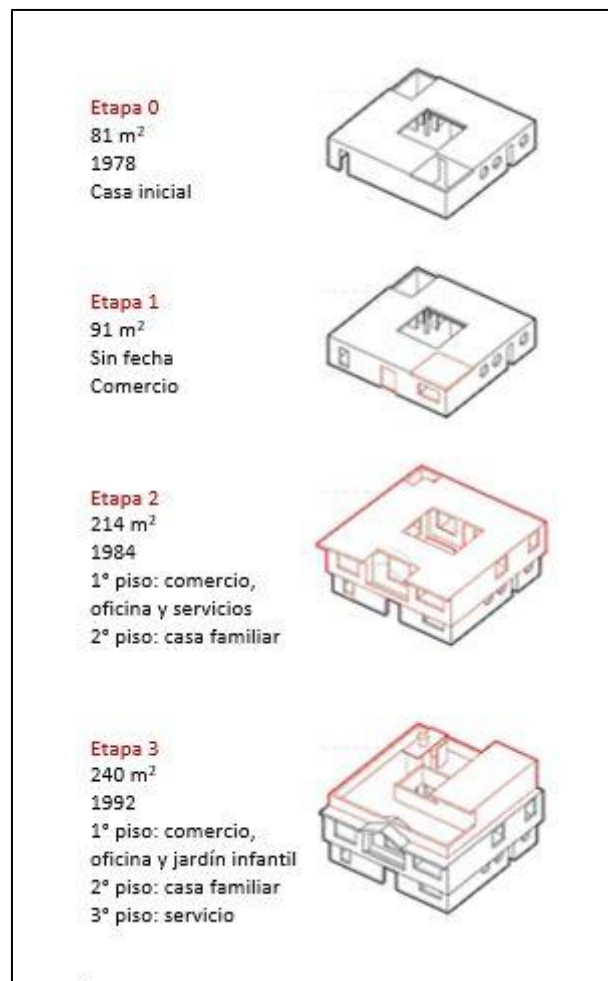 Etapa 0
81 m²
1978
Casa inicial
Etapa 1
91 m²
Sin fecha
Comercio
Etapa 2
214 m²
1984
1° piso: comercio,
oficina y servicios
2° piso: casa familiar
Etapa 3
240 m²
1992
1° piso: comercio,
oficina y jardín infantil
2° piso: casa familiar
3° piso: servicio